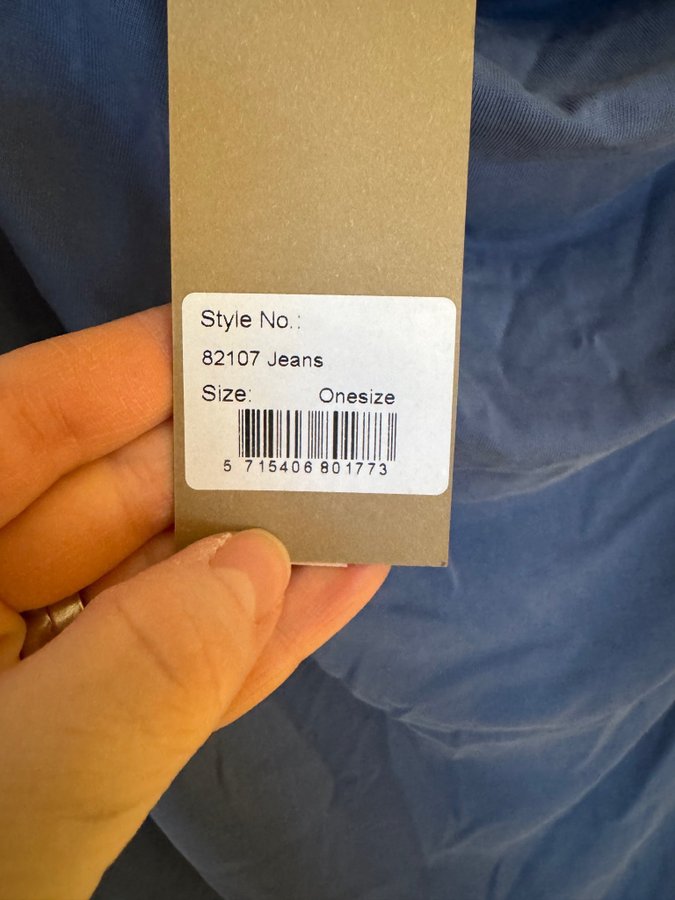 Style No.:
82107 Jeans
Size: Onesize
5 715406 801773